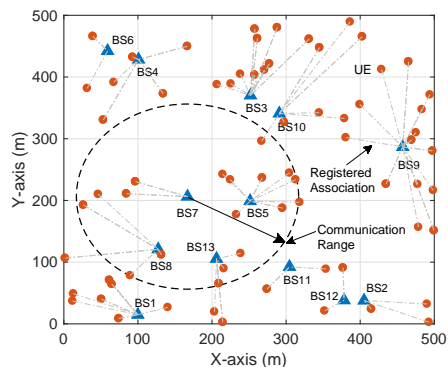 500
400
300
200
100
0
Y-axis (m)
0
100
200
300
400
500
X-axis (m)
BS6
BS4
BS3
BS10
UE
BS9
Registered
Association
BS7
BS5
Communication
Range
BS8
BS13
BS11
BS12
BS2
BS1